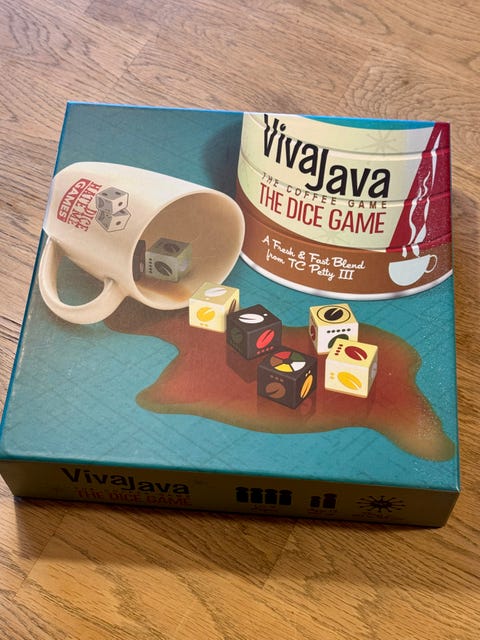 VivaJava
THE COFFEE GAME
THE DICE GAME
A Fresh & Fast Blend
from TC Petty III
DICE
HATE ME
GAMES
VivaJava
THE DICE GAME